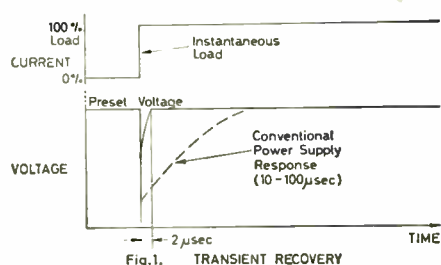 100%
Load
Instantaneous
Load
CURRENT
0%
Preset Voltage
Conventional
Power Supply
Response
(10-100μsec)
VOLTAGE
2μsec
TIME
Fig.1. TRANSIENT RECOVERY